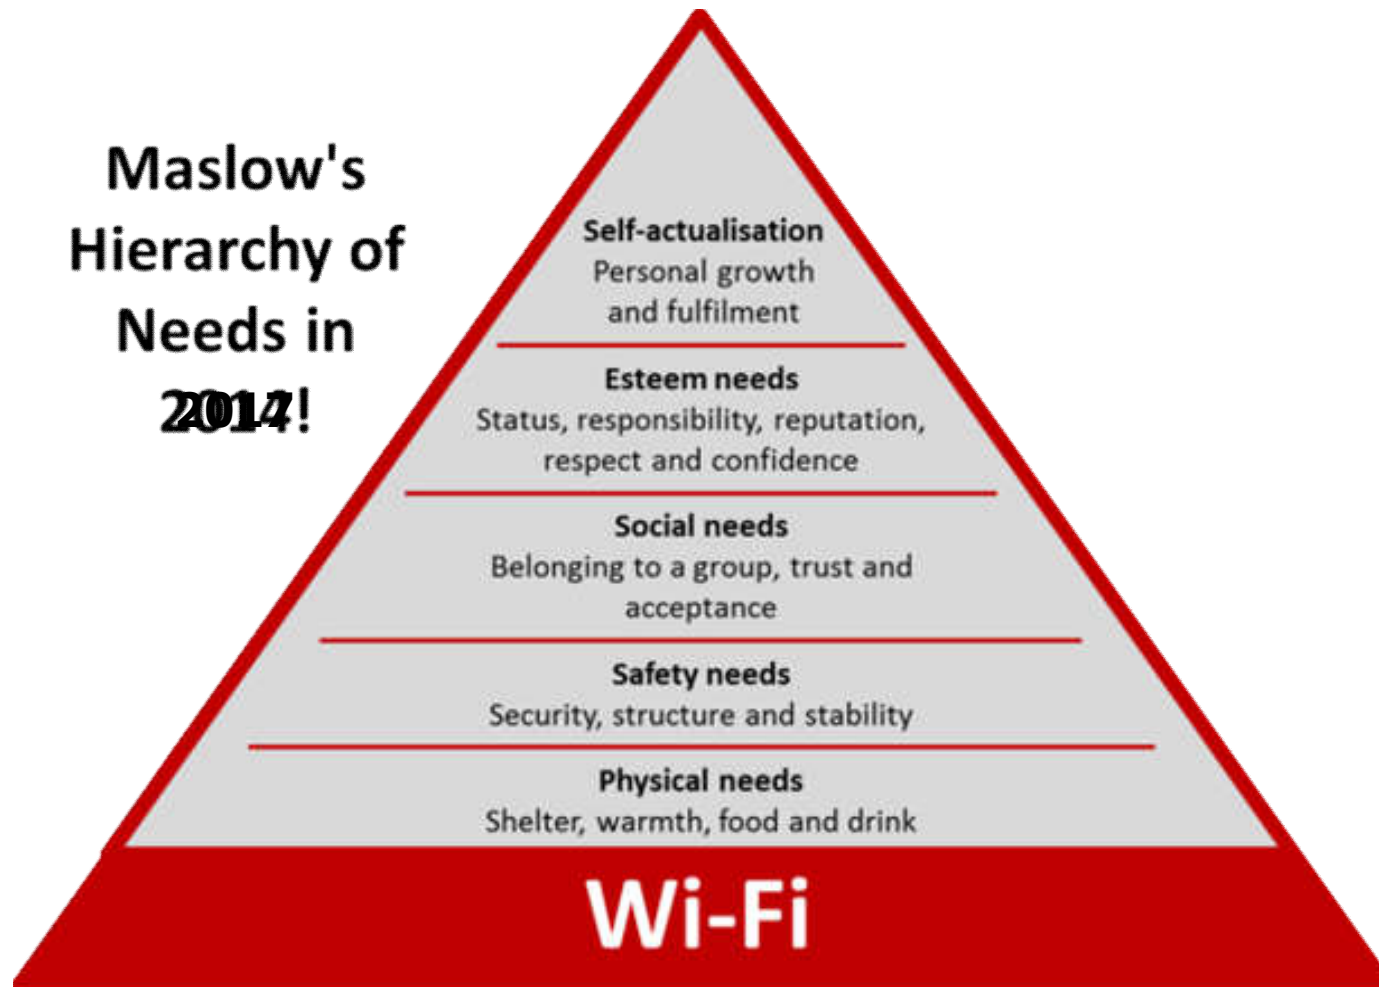 Maslow's
Hierarchy of
Needs in
2017!
Self-actualisation
Personal growth
and fulfilment
Esteem needs
Status, responsibility, reputation,
respect and confidence
Social needs
Belonging to a group, trust and
acceptance
Safety needs
Security, structure and stability
Physical needs
Shelter, warmth, food and drink
Wi-Fi